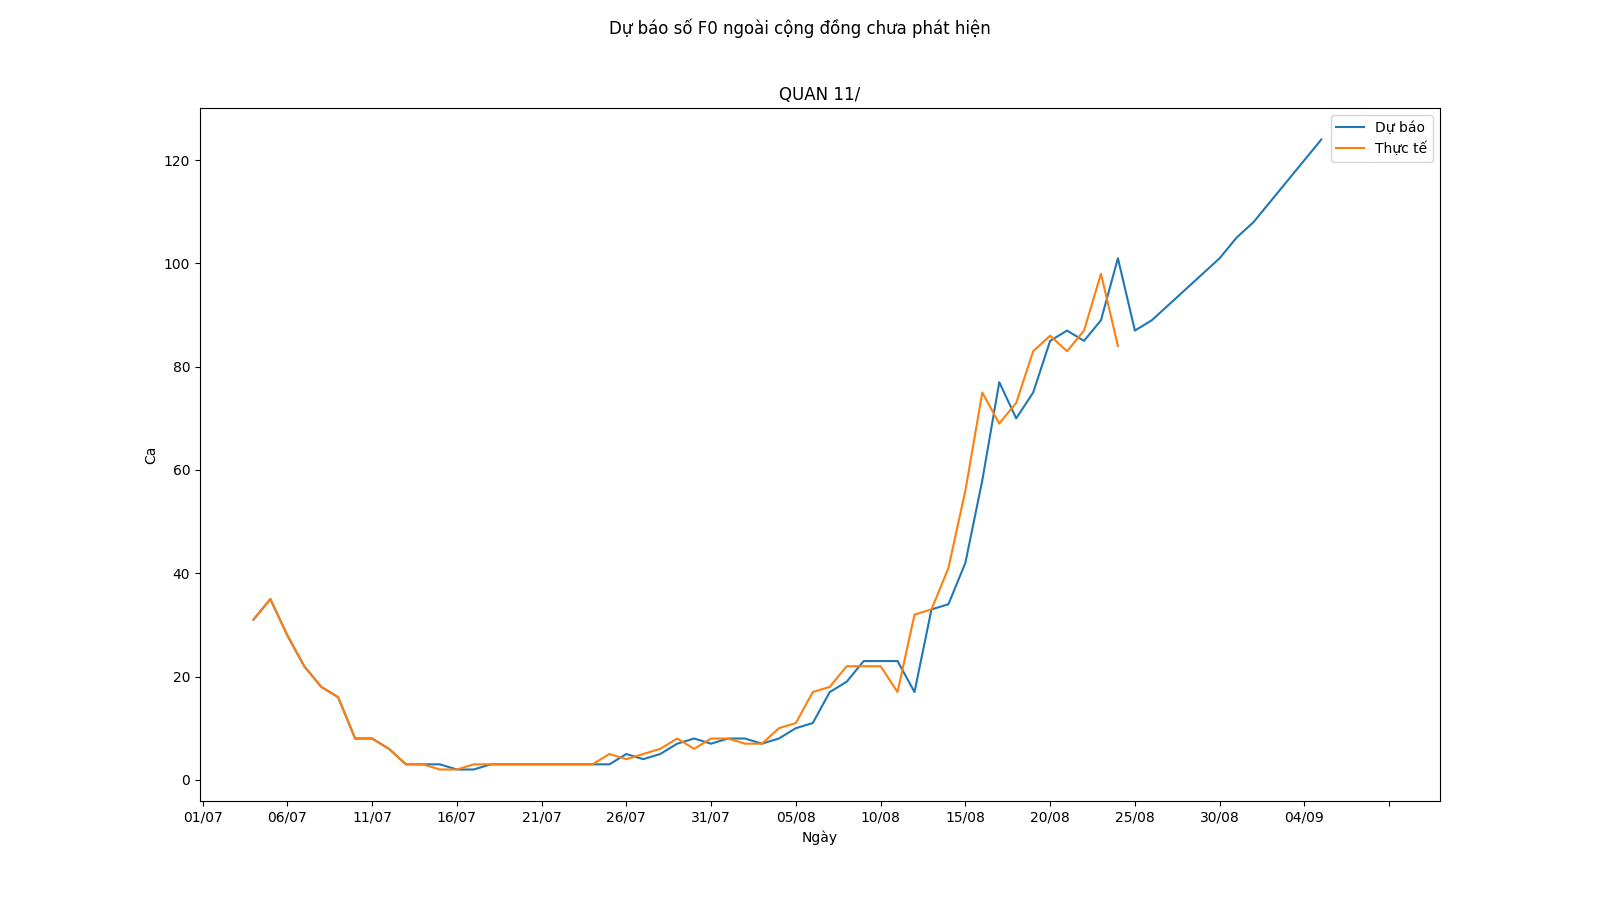 Dự báo số F0 ngoài cộng đồng chưa phát hiện
QUAN 11/
Dự báo
Thực tế
120
100
80
60
40
20
0
Ca
01/07 06/07 11/07 16/07 21/07 26/07 31/07 05/08 10/08 15/08 20/08 25/08 30/08 04/09
Ngày